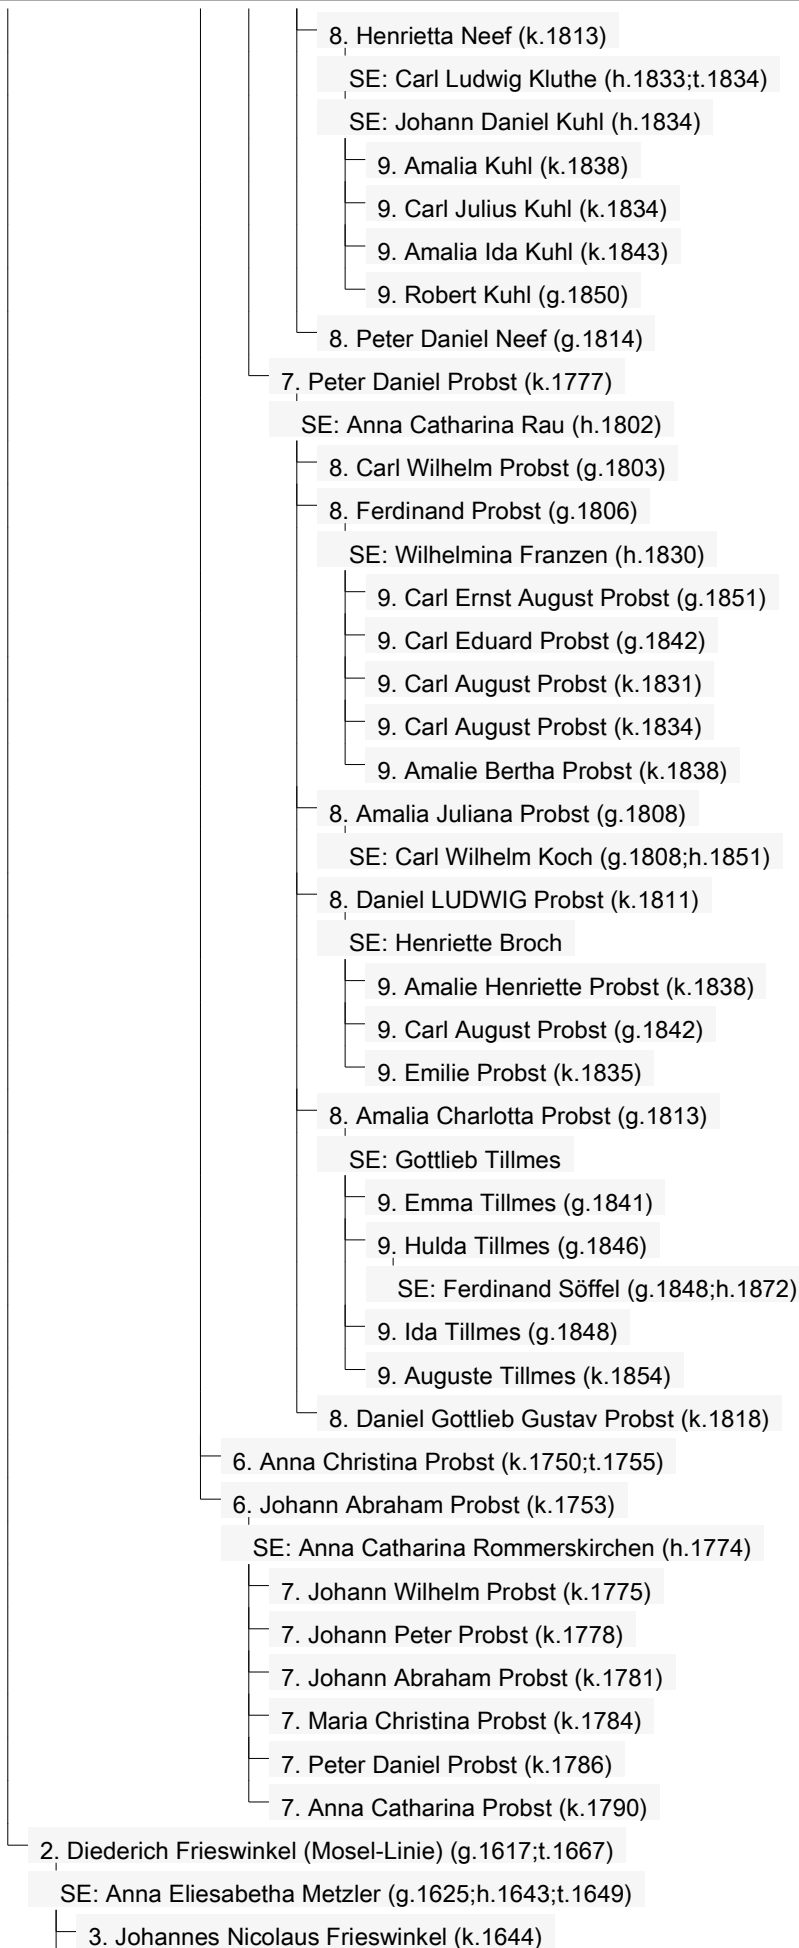 8. Henrietta Neef (k.1813)
SE: Carl Ludwig Kluthe (h.1833;t.1834)
SE: Johann Daniel Kuhl (h.1834)
9. Amalia Kuhl (k.1838)
9. Carl Julius Kuhl (k.1834)
9. Amalia Ida Kuhl (k.1843)
9. Robert Kuhl (g.1850)
8. Peter Daniel Neef (g.1814)
7. Peter Daniel Probst (k.1777)
SE: Anna Catharina Rau (h.1802)
8. Carl Wilhelm Probst (g.1803)
8. Ferdinand Probst (g.1806)
SE: Wilhelmina Franzen (h.1830)
9. Carl Ernst August Probst (g.1851)
9. Carl Eduard Probst (g.1842)
9. Carl August Probst (k.1831)
9. Carl August Probst (k.1834)
9. Amalie Bertha Probst (k.1838)
8. Amalia Juliana Probst (g.1808)
SE: Carl Wilhelm Koch (g.1808;h.1851)
8. Daniel LUDWIG Probst (k.1811)
SE: Henriette Broch
9. Amalie Henriette Probst (k.1838)
9. Carl August Probst (g.1842)
9. Emilie Probst (k.1835)
8. Amalia Charlotta Probst (g.1813)
SE: Gottlieb Tillmes
9. Emma Tillmes (g.1841)
9. Hulda Tillmes (g.1846)
SE: Ferdinand Söffel (g.1848;h.1872)
9. Ida Tillmes (g.1848)
9. Auguste Tillmes (k.1854)
8. Daniel Gottlieb Gustav Probst (k.1818)
6. Anna Christina Probst (k.1750;t.1755)
6. Johann Abraham Probst (k.1753)
SE: Anna Catharina Rommerskirchen (h.1774)
7. Johann Wilhelm Probst (k.1775)
7. Johann Peter Probst (k.1778)
7. Johann Abraham Probst (k.1781)
7. Maria Christina Probst (k.1784)
7. Peter Daniel Probst (k.1786)
7. Anna Catharina Probst (k.1790)
2. Diederich Frieswinkel (Mosel-Linie) (g.1617;t.1667)
SE: Anna Eliesabetha Metzler (g.1625;h.1643;t.1649)
3. Johannes Nicolaus Frieswinkel (k.1644)